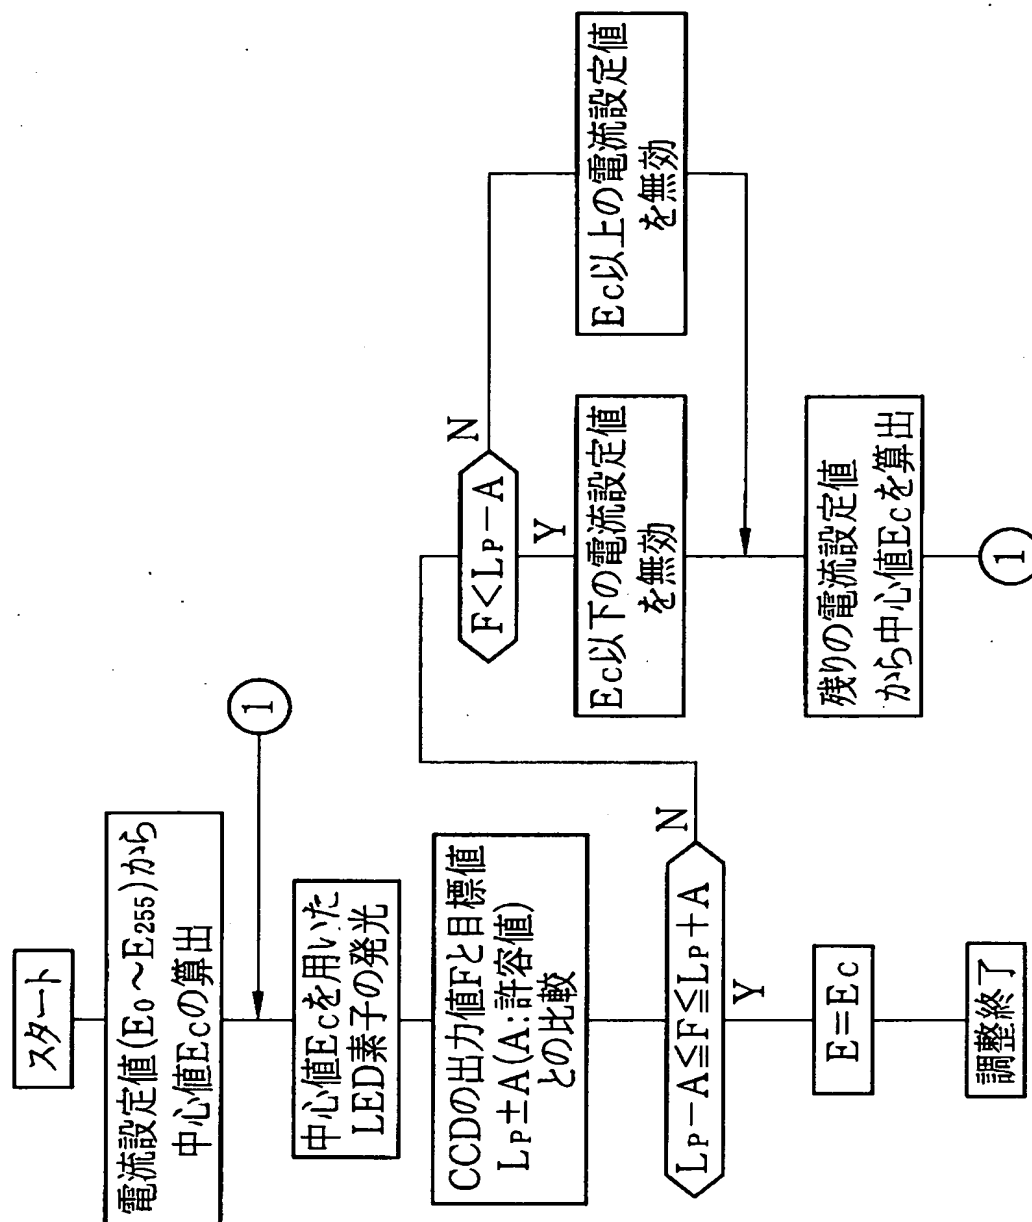 スタート
電流設定値(E0～E255)から
中心値Ecの算出
1
中心値Ecを用いた
LED素子の発光
CCDの出力値Fと目標値
LP±A(A:許容値)
との比較
LP－A≦F≦LP＋A
N
Y
E＝Ec
調整終了
F＜LP－A
N
Y
Ec以下の電流設定値
を無効
Ec以上の電流設定値
を無効
残りの電流設定値
から中心値Ecを算出
1